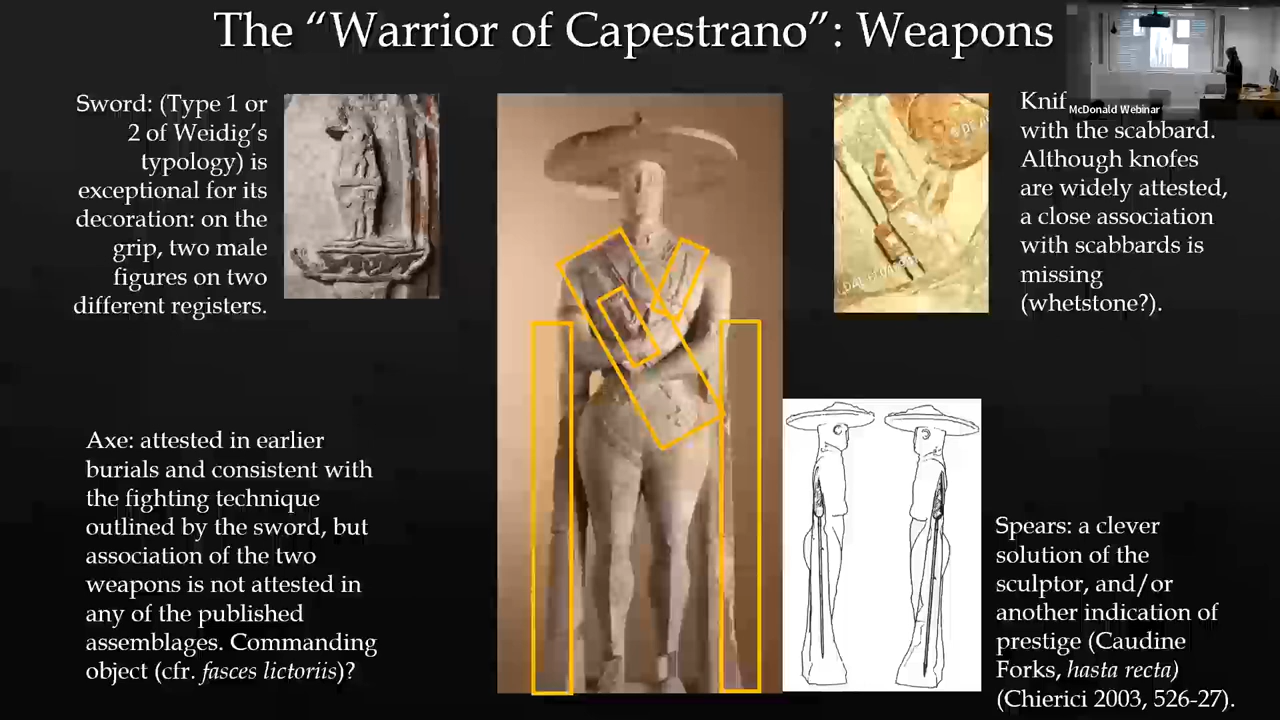 The “Warrior of Capestrano”: Weapons
McDonald Webinar
Sword: (Type 1 or
2 of Weidig’s
typology) is
exceptional for its
decoration: on the
grip, two male
figures on two
different registers.
Knif
with the scabbard.
Although knofes
are widely attested,
a close association
with scabbards is
missing
(whetstone?).
Axe: attested in earlier
burials and consistent with
the fighting technique
outlined by the sword, but
association of the two
weapons is not attested in
any of the published
assemblages. Commanding
object (cfr. fasces lictoriis)?
Spears: a clever
solution of the
sculptor, and/or
another indication of
prestige (Caudine
Forks, hasta recta)
(Chierici 2003, 526-27).